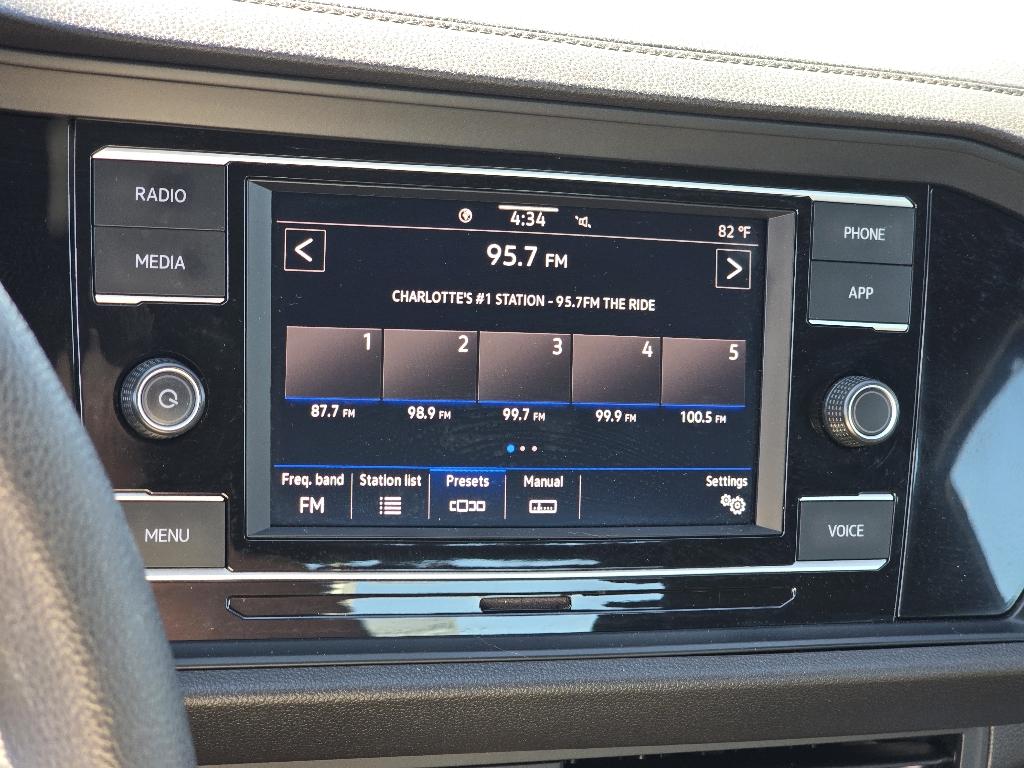 RADIO
MEDIA
MENU
4:34
82 °F
<
95.7 FM
>
CHARLOTTE'S #1 STATION - 95.7FM THE RIDE
1 2 3 4 5
87.7 FM 98.9 FM 99.7 FM 99.9 FM 100.5 FM
Freq. band Station list Presets Manual Settings
FM
PHONE
APP
VOICE